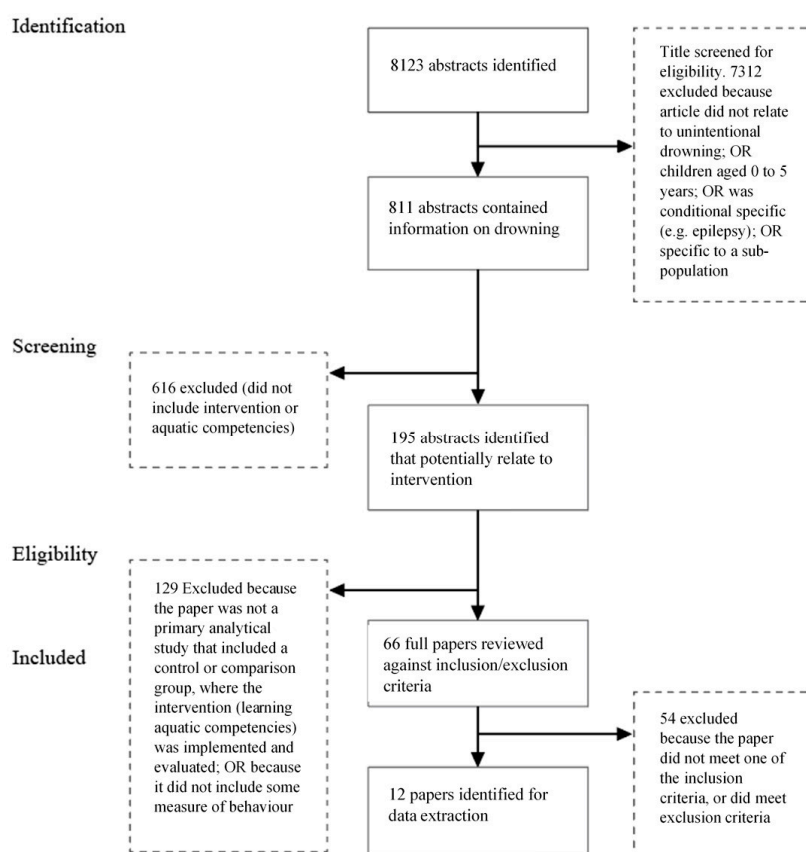 Identification
8123 abstracts identified
Title screened for
eligibility. 7312
excluded because
article did not relate
to unintentional
drowning; OR
children aged 0 to 5
years; OR was
conditional specific
(e.g. epilepsy); OR
specific to a sub-
population
811 abstracts contained
information on drowning
Screening
616 excluded (did not
include intervention or
aquatic competencies)
195 abstracts identified
that potentially relate to
intervention
Eligibility
129 Excluded because
the paper was not a
primary analytical
study that included a
control or comparison
group, where the
intervention (learning
aquatic competencies)
was implemented and
evaluated; OR because
it did not include some
measure of behaviour
Included
66 full papers reviewed
against inclusion/exclusion
criteria
54 excluded
because the paper
did not meet one of
the inclusion
criteria, or did meet
exclusion criteria
12 papers identified for
data extraction